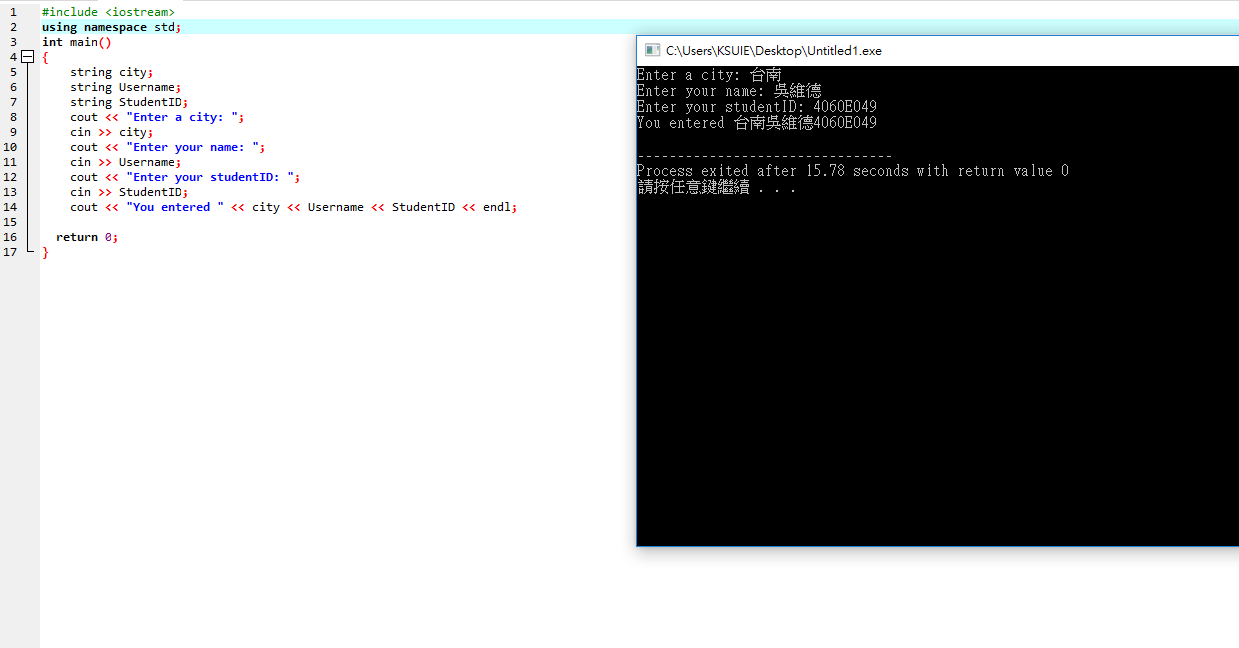 1 #include <iostream>
2 using namespace std;
3 int main()
4 {
5 string city;
6 string Username;
7 string StudentID;
8 cout << "Enter a city: ";
9 cin >> city;
10 cout << "Enter your name: ";
11 cin >> Username;
12 cout << "Enter your studentID: ";
13 cin >> StudentID;
14 cout << "You entered " << city << Username << StudentID << endl;
15
16 return 0;
17 }
C:\Users\KSUIE\Desktop\Untitled1.exe
Enter a city: 台南
Enter your name: 吳維德
Enter your studentID: 4060E049
You entered 台南吳維德4060E049
--------------------------------
Process exited after 15.78 seconds with return value 0
請按任意鍵繼續 . . .